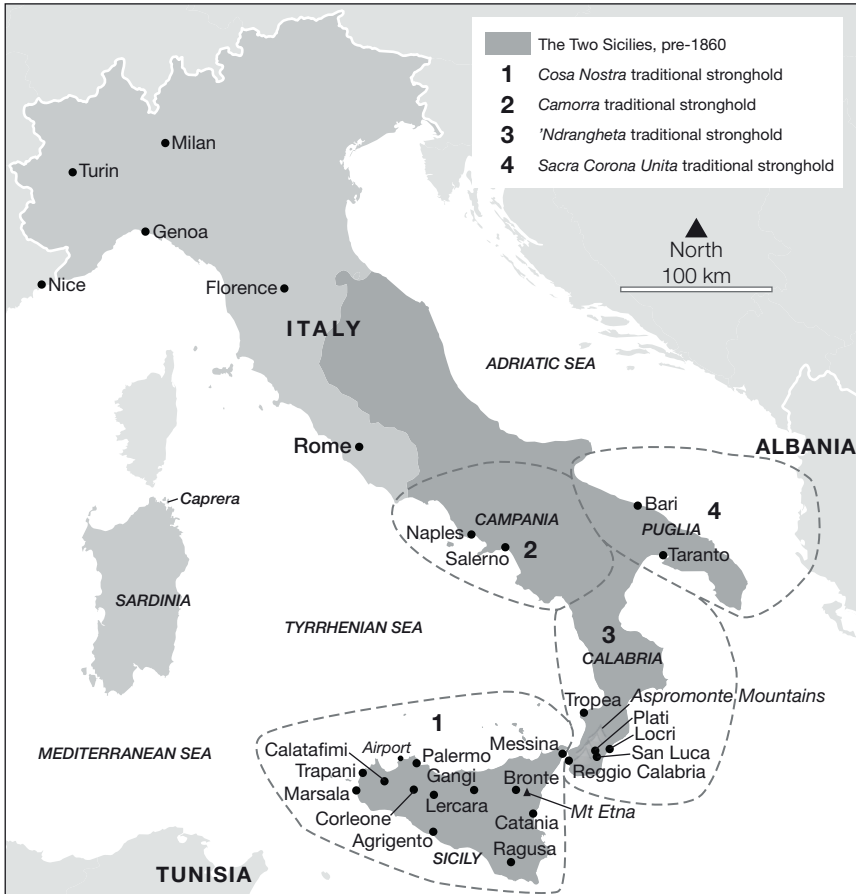 The Two Sicilies, pre-1860
1 Cosa Nostra traditional stronghold
2 Camorra traditional stronghold
3 'Ndrangheta traditional stronghold
4 Sacra Corona Unita traditional stronghold
North
100 km
Milan
Turin
Genoa
Nice
Florence
ITALY
ADRIATIC SEA
Rome
ALBANIA
Caprera
Bari
4
CAMPANIA
PUGLIA
Naples
Salerno
2
Taranto
SARDINIA
TYRRHENIAN SEA
3
CALABRIA
Tropea
Aspromonte Mountains
1
Plati
Locri
San Luca
Reggio Calabria
MEDITERRANEAN SEA
Calatafimi
Airport
Palermo
Messina
Trapani
Gangi
Bronte
Marsala
Lercara
Mt Etna
Corleone
Catania
Agrigento
SICILY
Ragusa
TUNISIA